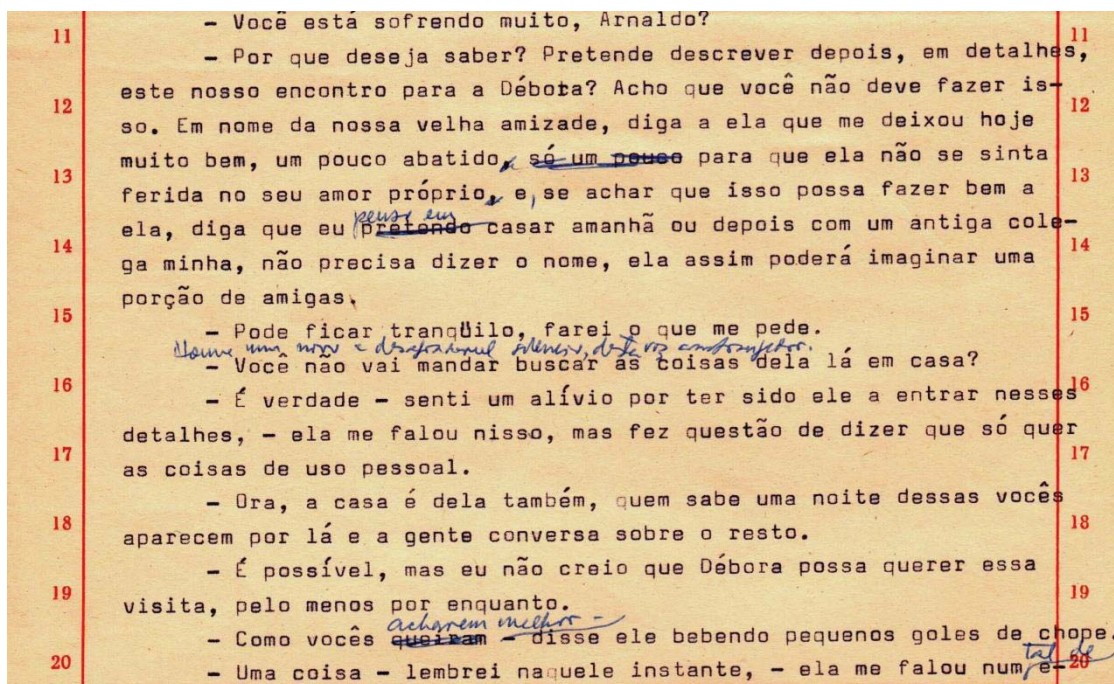 — Você está sofrendo muito, Arnaldo?
11 11
— Por que deseja saber? Pretende descrever depois, em detalhes,
este nosso encontro para a Débora? Acho que você não deve fazer is-
12 12
so. Em nome da nossa velha amizade, diga a ela que me deixou hoje
muito bem, um pouco abatido, só um pouco para que ela não se sinta
13 13
ferida no seu amor próprio, e, se achar que isso possa fazer bem a
pense em
ela, diga que eu pretendo casar amanhã ou depois com um antiga cole-
14 14
ga minha, não precisa dizer o nome, ela assim poderá imaginar uma
porção de amigas.
15 15
— Pode ficar tranqüilo, farei o que me pede.
Houve um novo e desagradável silêncio, desta vez constrangedor.
— Você não vai mandar buscar as coisas dela lá em casa?
16 16
— É verdade — senti um alívio por ter sido ele a entrar nesses
detalhes, — ela me falou nisso, mas fez questão de dizer que só quer
17 17
as coisas de uso pessoal.
— Ora, a casa é dela também, quem sabe uma noite dessas vocês
18 18
aparecem por lá e a gente conversa sobre o resto.
— É possível, mas eu não creio que Débora possa querer essa
19 19
visita, pelo menos por enquanto.
acharem melhor —
— Como vocês queiram — disse ele bebendo pequenos goles de chope.
tal de
20 20
— Uma coisa — lembrei naquele instante, — ela me falou num e-